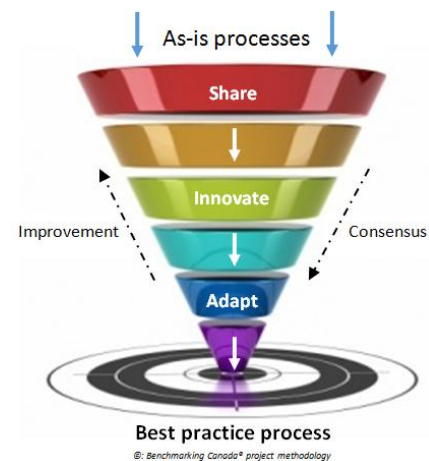 As-is processes
Share
Innovate
Improvement
Consensus
Adapt
Best practice process
©: Benchmarking Canada® project methodology